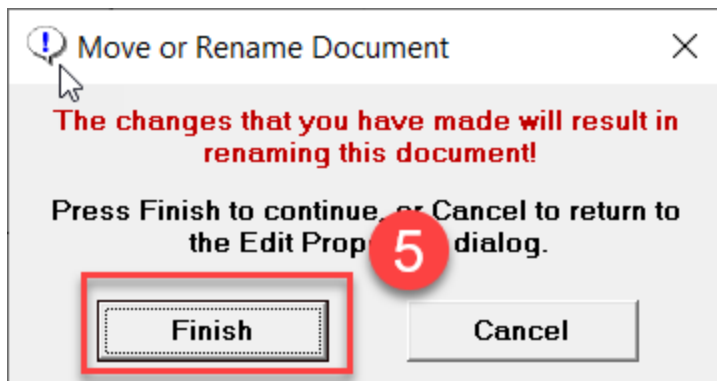 Move or Rename Document
The changes that you have made will result in
renaming this document!
Press Finish to continue, or Cancel to return to
the Edit Prop dialog.
5
Finish
Cancel